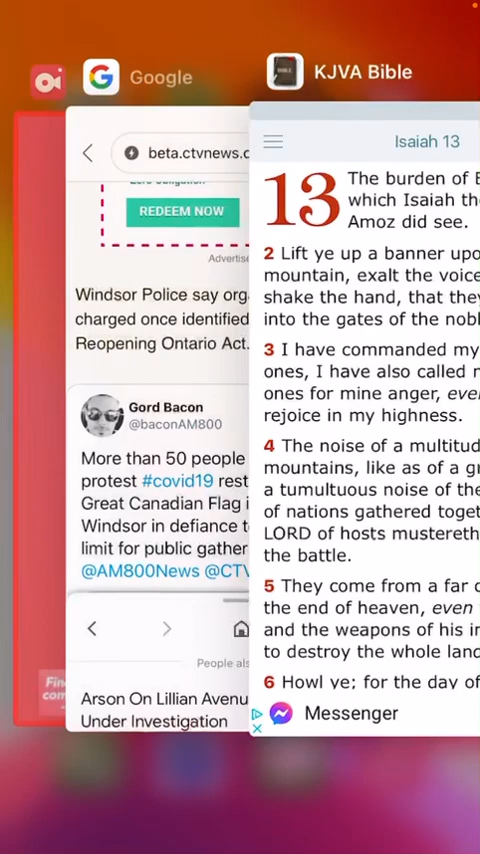 Google
KJVA Bible
beta.ctvnews.c
REDEEM NOW
Advertise
Windsor Police say org
charged once identified
Reopening Ontario Act.
Gord Bacon
@baconAM800
More than 50 people
protest #covid19 rest
Great Canadian Flag i
Windsor in defiance t
limit for public gather
@AM800News @CTV
People als
Arson On Lillian Avenu
Under Investigation
Isaiah 13
13 The burden of B
which Isaiah the
Amoz did see.
2 Lift ye up a banner upo
mountain, exalt the voice
shake the hand, that they
into the gates of the nobl
3 I have commanded my
ones, I have also called m
ones for mine anger, eve
rejoice in my highness.
4 The noise of a multitud
mountains, like as of a gr
a tumultuous noise of the
of nations gathered toget
LORD of hosts mustereth
the battle.
5 They come from a far c
the end of heaven, even
and the weapons of his in
to destroy the whole land
6 Howl ye; for the day of
Messenger